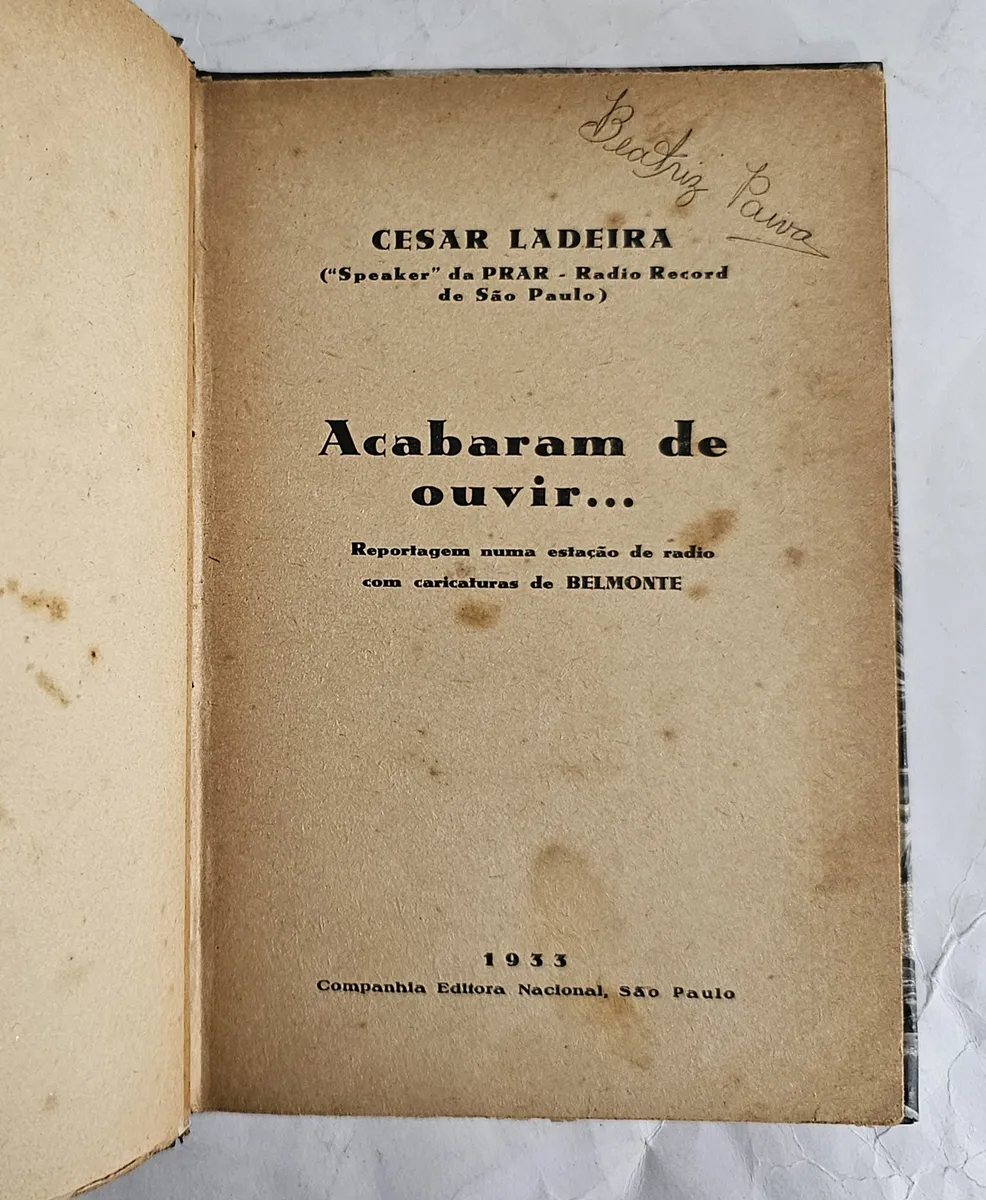 Beatriz Paiva
CESAR LADEIRA
("Speaker" da PRAR - Radio Record
de São Paulo)
Acabaram de
ouvir...
Reportagem numa estação de radio
com caricaturas de BELMONTE
1933
Companhia Editora Nacional, São Paulo